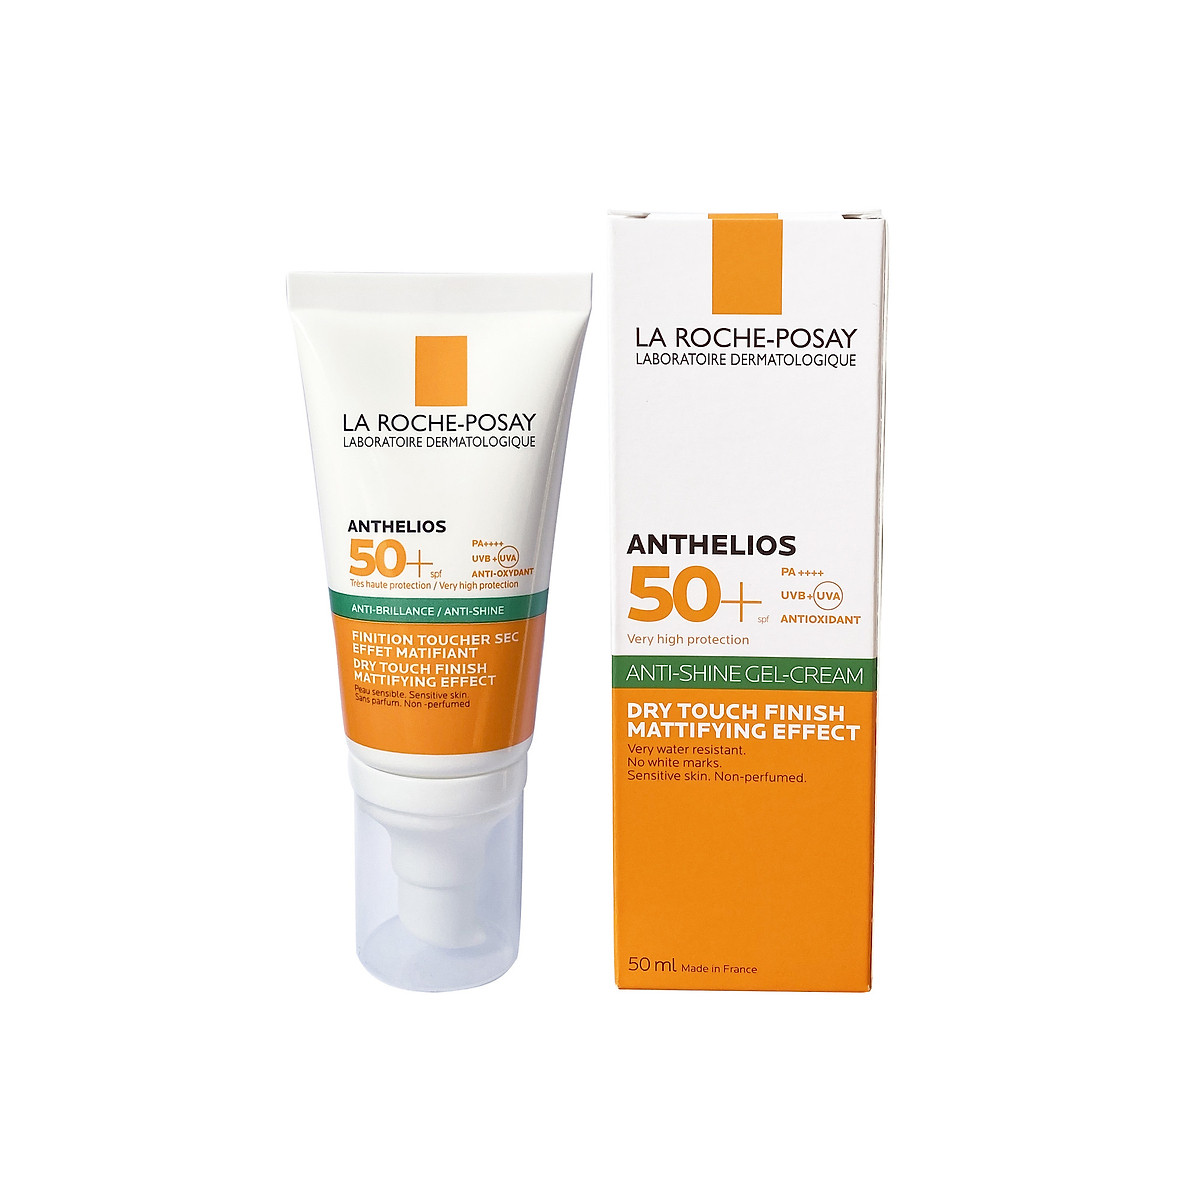 LA ROCHE-POSAY
LABORATOIRE DERMATOLOGIQUE
ANTHELIOS
50+ spf
PA++++
UVB+UVA
ANTI-OXYDANT
Très haute protection / Very high protection
ANTI-BRILLANCE / ANTI-SHINE
FINITION TOUCHER SEC
EFFET MATIFIANT
DRY TOUCH FINISH
MATTIFYING EFFECT
Peau sensible. Sensitive skin.
Sans parfum. Non -perfumed
LA ROCHE-POSAY
LABORATOIRE DERMATOLOGIQUE
ANTHELIOS
50+ spf
PA ++++
UVB+UVA
ANTIOXIDANT
Very high protection
ANTI-SHINE GEL-CREAM
DRY TOUCH FINISH
MATTIFYING EFFECT
Very water resistant.
No white marks.
Sensitive skin. Non-perfumed.
50 ml Made in France